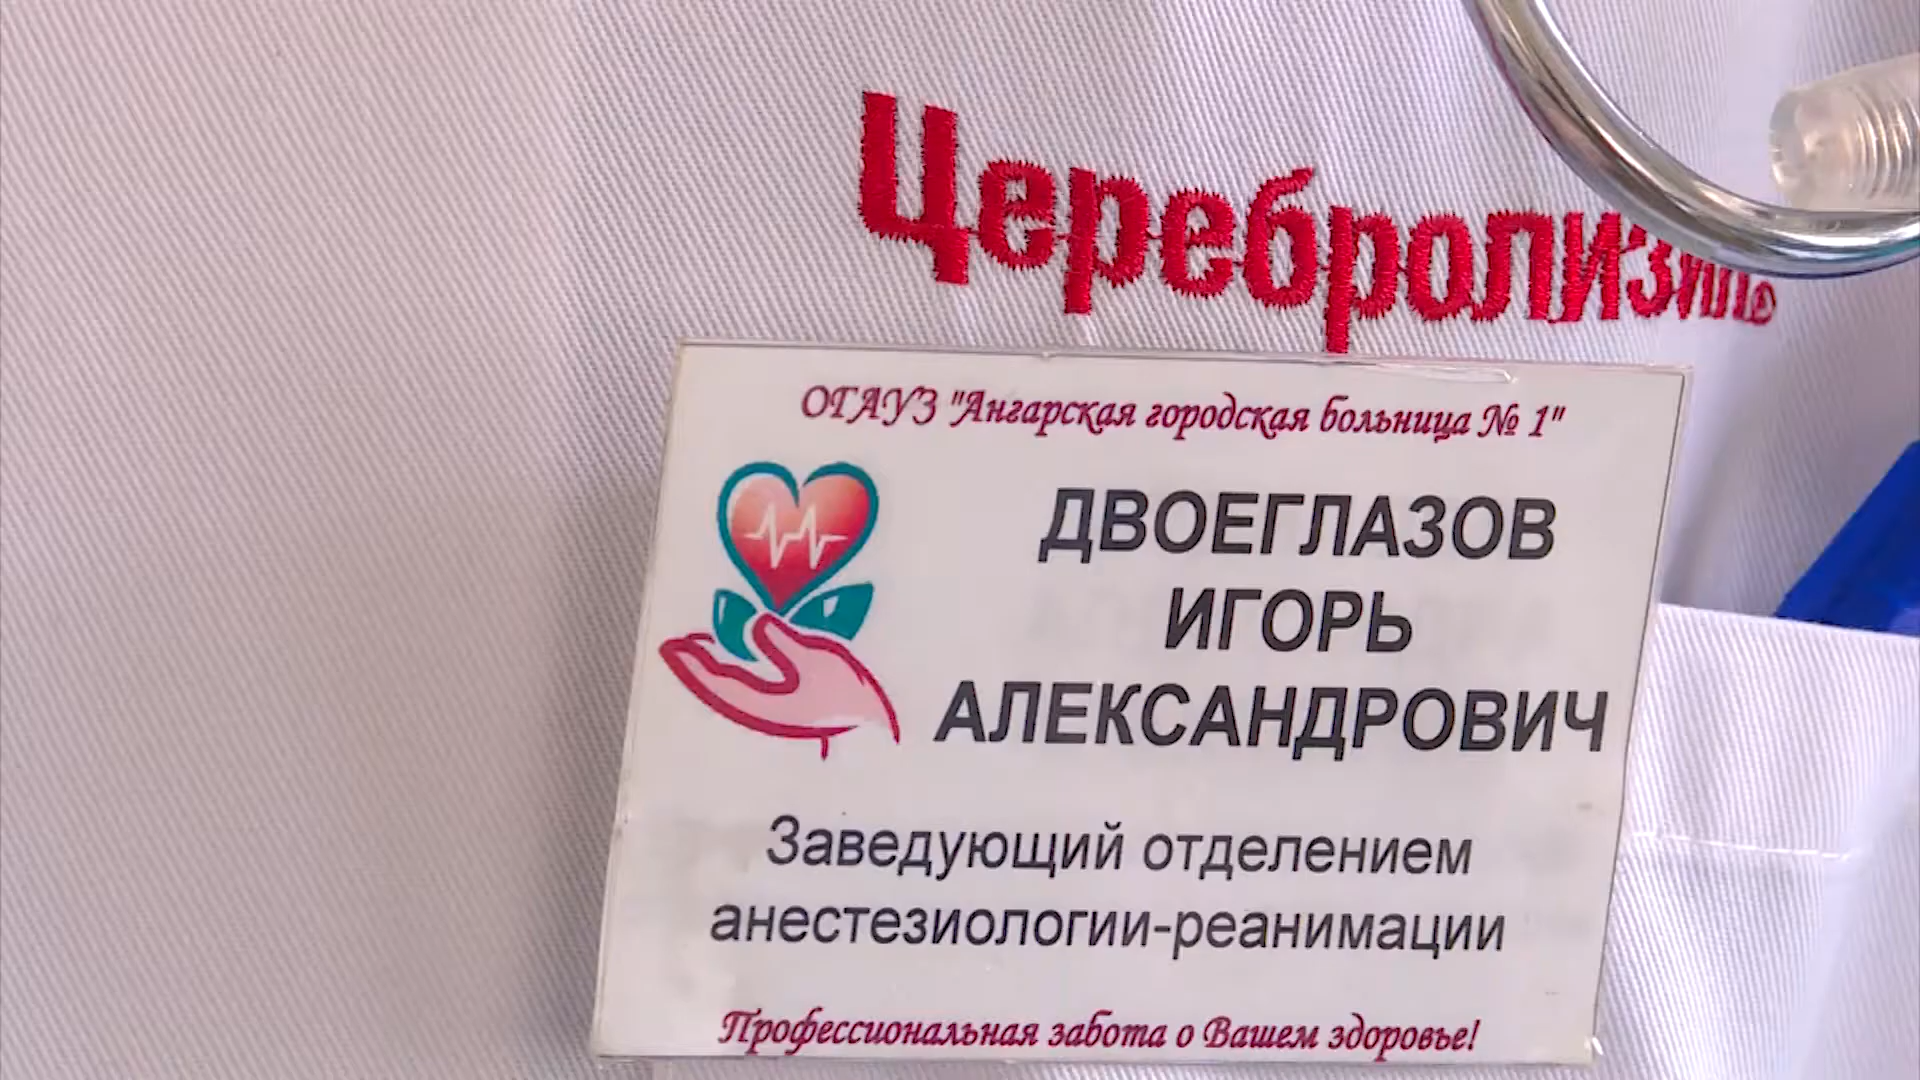 Церебролизин®
ОГАУЗ "Ангарская городская больница № 1"
ДВОЕГЛАЗОВ
ИГОРЬ
АЛЕКСАНДРОВИЧ
Заведующий отделением
анестезиологии-реанимации
Профессиональная забота о Вашем здоровье!